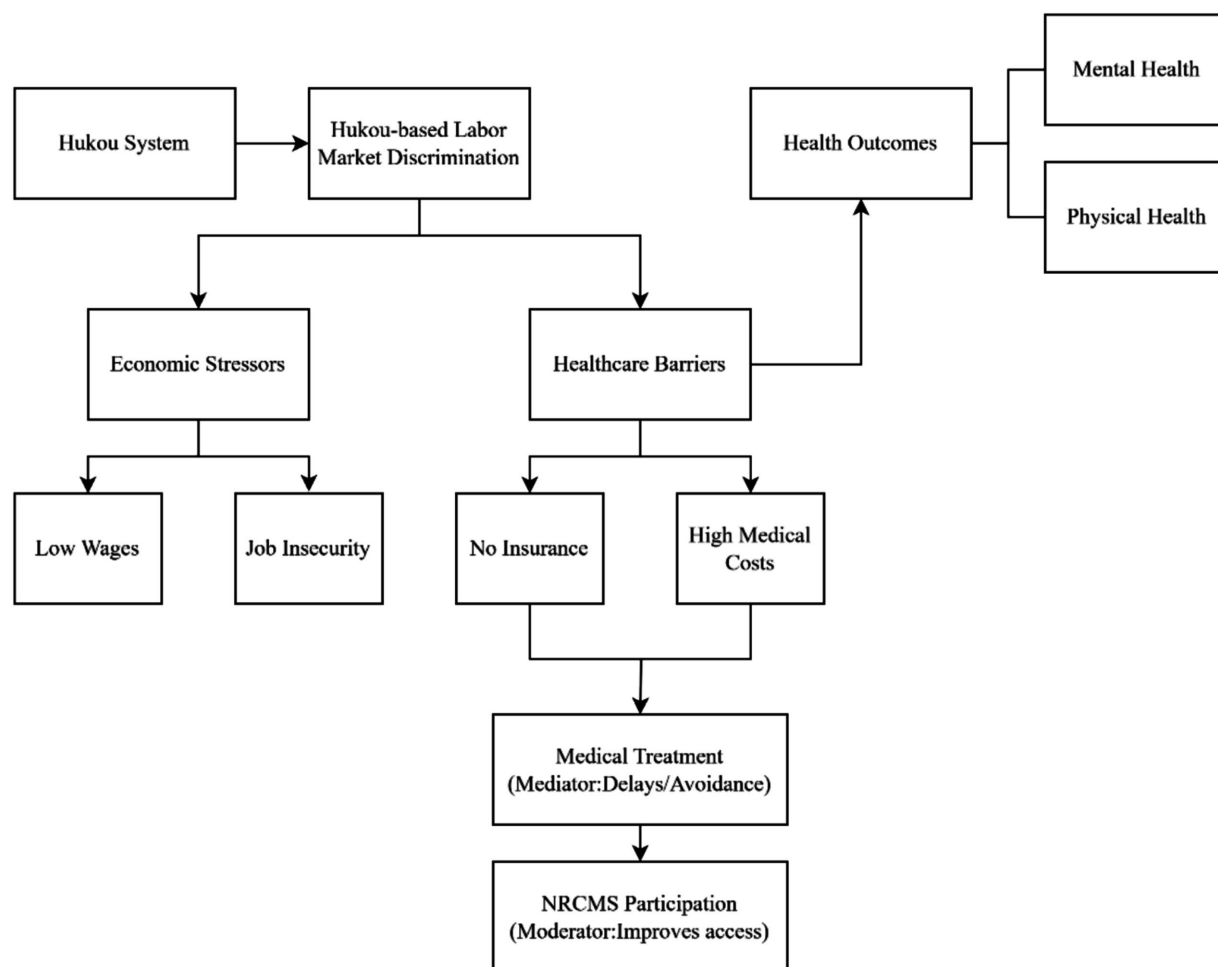 Mental Health
Hukou System
Hukou-based Labor
Market Discrimination
Health Outcomes
Physical Health
Economic Stressors
Healthcare Barriers
Low Wages
Job Insecurity
No Insurance
High Medical
Costs
Medical Treatment
(Mediator:Delays/Avoidance)
NRCMS Participation
(Moderator:Improves access)